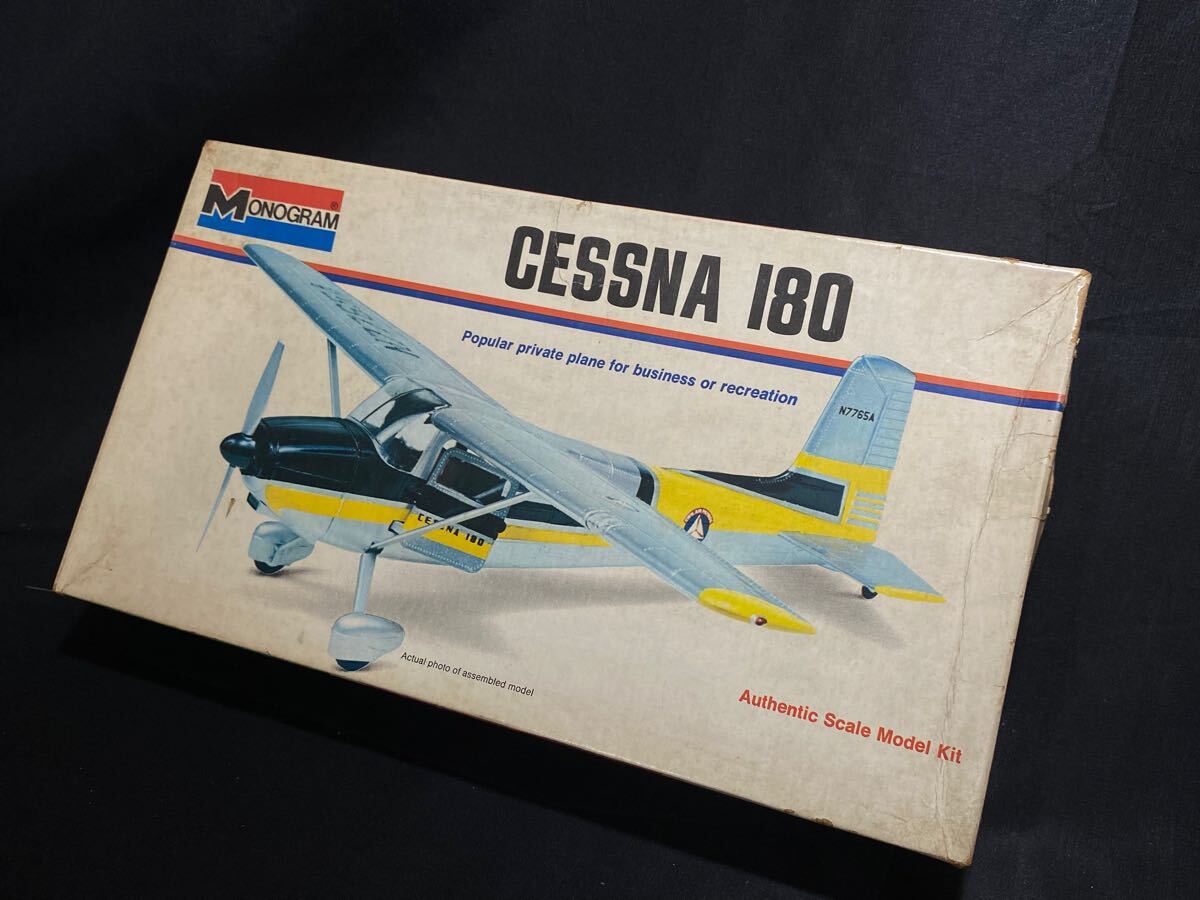 MONOGRAM®
CESSNA 180
Popular private plane for business or recreation
N7765A
CESSNA 180
Actual photo of assembled model
Authentic Scale Model Kit